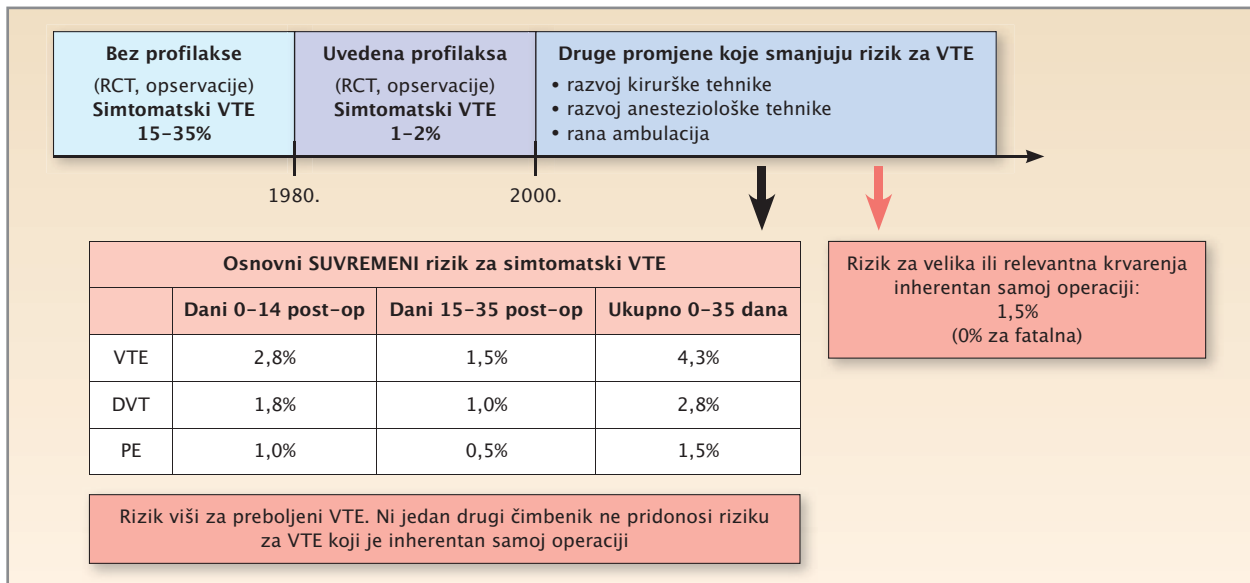 Bez profilakse
(RCT, opservacije)
Simtomatski VTE
15–35%
Uvedena profilaksa
(RCT, opservacije)
Simtomatski VTE
1–2%
Druge promjene koje smanjuju rizik za VTE
• razvoj kirurške tehnike
• razvoj anesteziološke tehnike
• rana ambulacija
1980.
2000.
Osnovni SUVREMENI rizik za simtomatski VTE
Dani 0–14 post-op Dani 15–35 post-op Ukupno 0–35 dana
VTE 2,8% 1,5% 4,3%
DVT 1,8% 1,0% 2,8%
PE 1,0% 0,5% 1,5%
Rizik za velika ili relevantna krvarenja
inherentan samoj operaciji:
1,5%
(0% za fatalna)
Rizik viši za preboljeni VTE. Ni jedan drugi čimbenik ne pridonosi riziku
za VTE koji je inherentan samoj operaciji